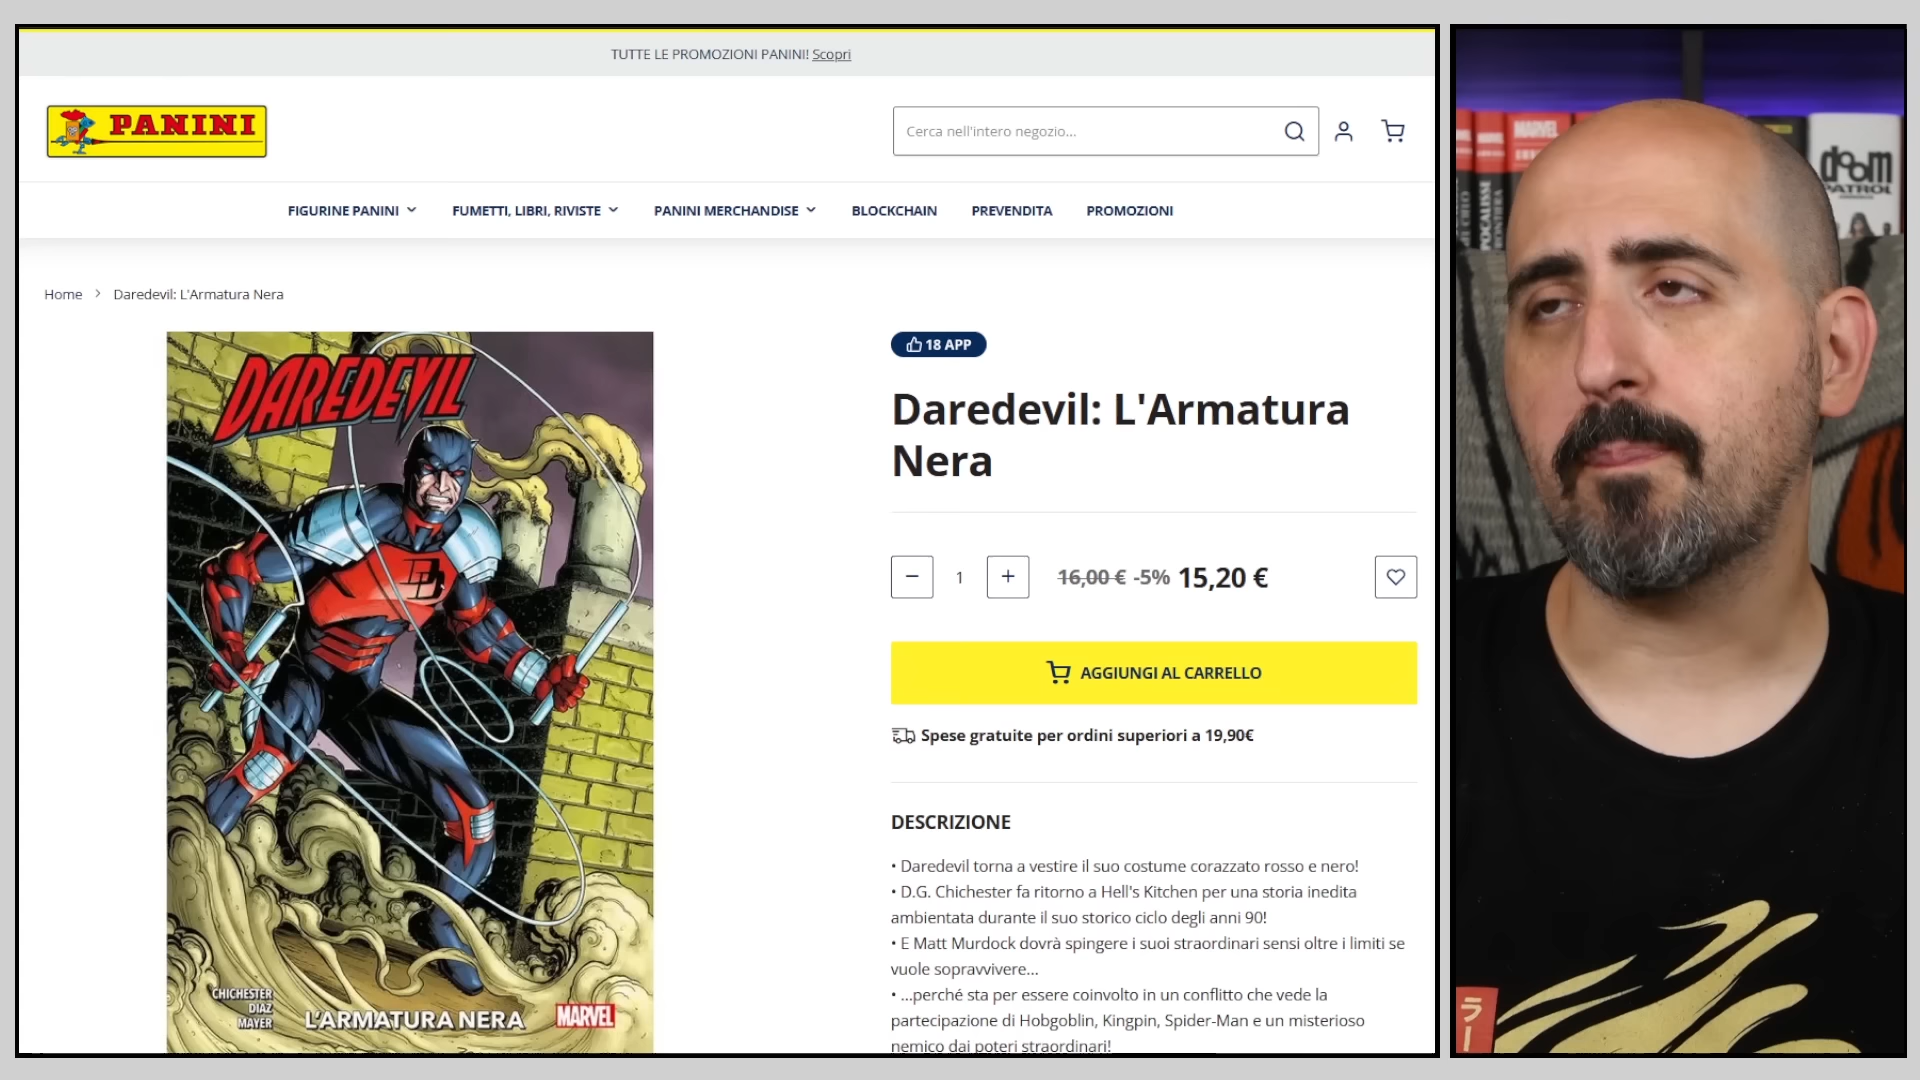 TUTTE LE PROMOZIONI PANINI! Scopri
PANINI
Cerca nell'intero negozio...
FIGURINE PANINI
FUMETTI, LIBRI, RIVISTE
PANINI MERCHANDISE
BLOCKCHAIN
PREVENDITA
PROMOZIONI
Home > Daredevil: L'Armatura Nera
DAREDEVIL
DD
CHICHESTER
DIAZ
MAYER
L'ARMATURA NERA
MARVEL
18 APP
Daredevil: L'Armatura
Nera
− 1 +
16,00 € -5% 15,20 €
AGGIUNGI AL CARRELLO
Spese gratuite per ordini superiori a 19,90€
DESCRIZIONE
• Daredevil torna a vestire il suo costume corazzato rosso e nero!
• D.G. Chichester fa ritorno a Hell's Kitchen per una storia inedita
ambientata durante il suo storico ciclo degli anni 90!
• E Matt Murdock dovrà spingere i suoi straordinari sensi oltre i limiti se
vuole sopravvivere...
• ...perché sta per essere coinvolto in un conflitto che vede la
partecipazione di Hobgoblin, Kingpin, Spider-Man e un misterioso
nemico dai poteri straordinari!
MARVEL
doom
PATROL
ラー